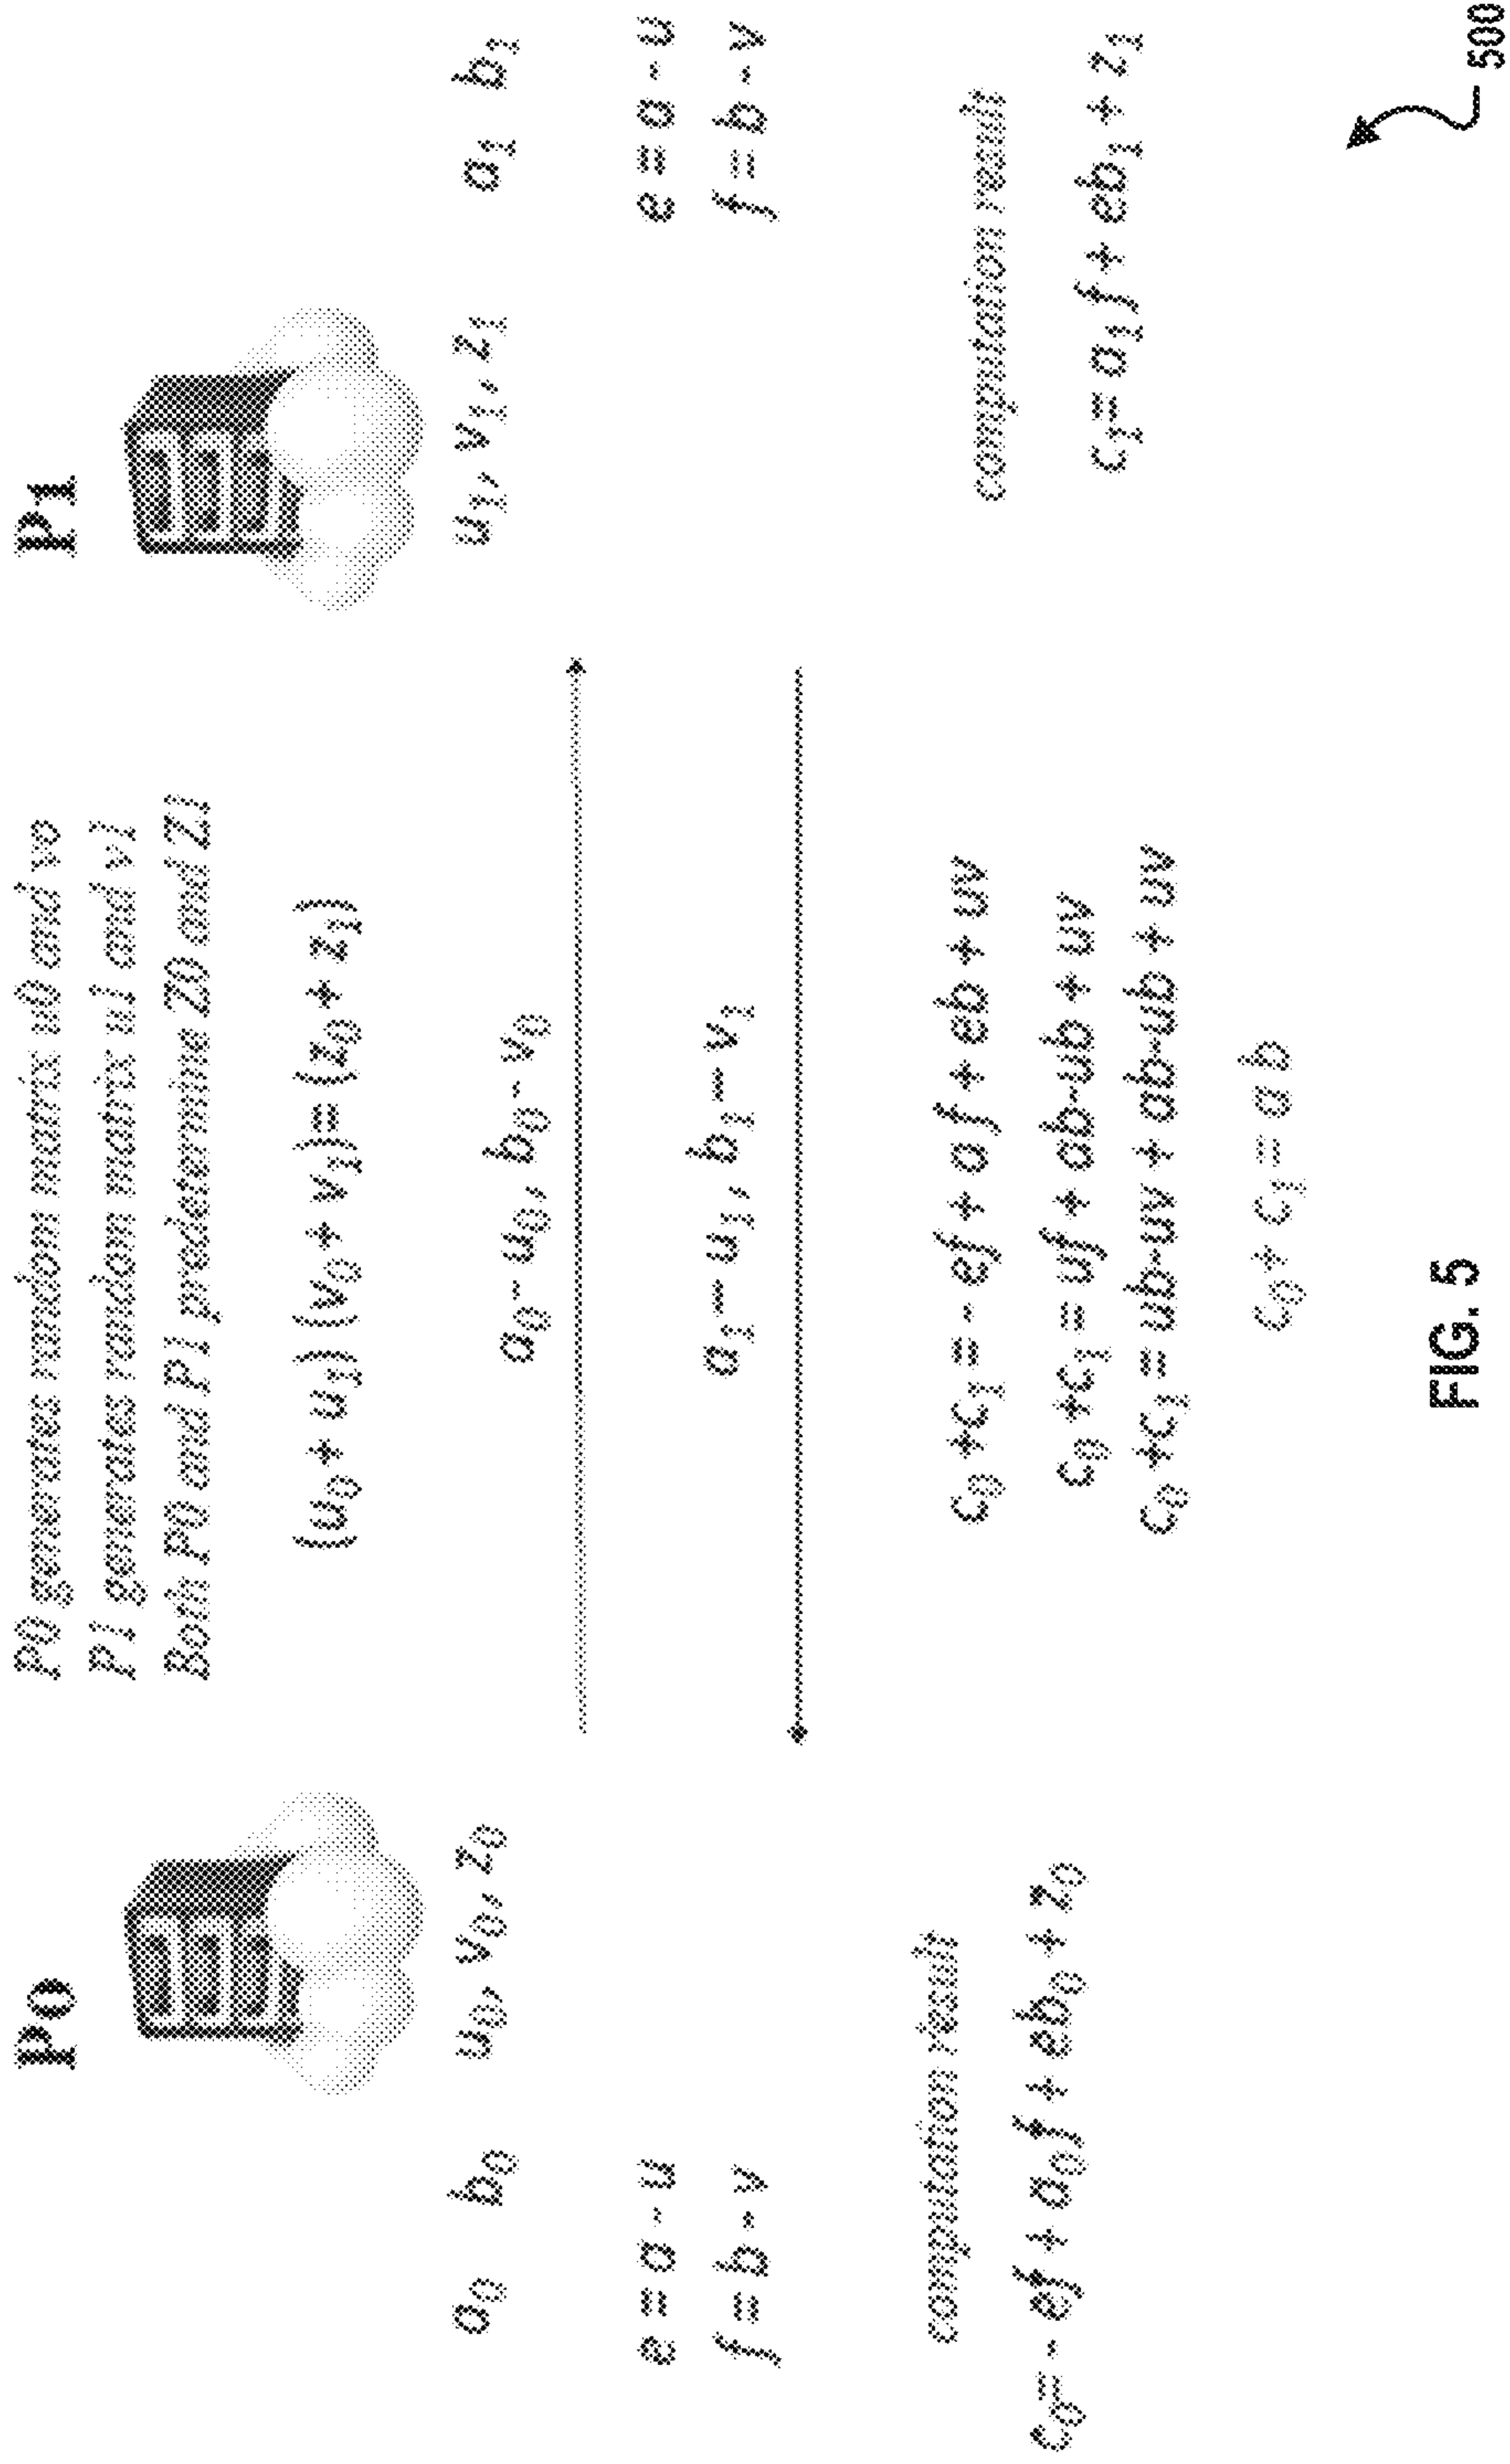 P0
a₀ b₀
u₀, v₀, z₀
e = a - u
f = b - v
computation result
c₀= - ef + a₀f + eb₀ + z₀
P0 generates random matrix u0 and vo
P1 generates random matrix u1 and v1
Both P0 and P1 predetermine Z0 and Z1
(u₀ + u₁) (v₀ + v₁)= (z₀ + z₁)
a₀- u₀, b₀- v₀
a₁- u₁, b₁- v₁
c₀ +c₁= - ef + af + eb + uv
c₀ +c₁ = uf + ab-ub + uv
c₀ +c₁ = ub-uv + ab-ub + uv
c₀+ c₁= a b
P1
u₁, v₁, z₁
a₁ b₁
e = a - u
f = b - v
computation result
c₁= a₁f + eb₁ + z₁
500
FIG. 5